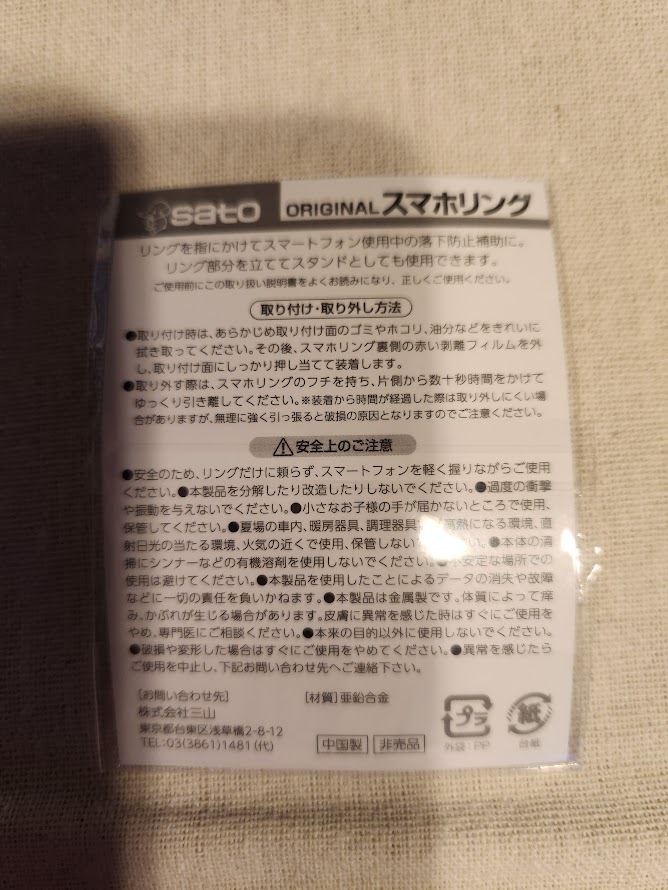 sato ORIGINAL スマホリング
リングを指にかけてスマートフォン使用中の落下防止補助に。
リング部分を立ててスタンドとしても使用できます。
ご使用前にこの取り扱い説明書をよくお読みになり、正しくご使用ください。
取り付け・取り外し方法
●取り付け時は、あらかじめ取り付け面のゴミやホコリ、油分などをきれいに
拭き取ってください。その後、スマホリング裏側の赤い剥離フィルムを外
し、取り付け面にしっかり押し当てて装着します。
●取り外す際は、スマホリングのフチを持ち、片側から数十秒時間をかけて
ゆっくり引き離してください。※装着から時間が経過した際は取り外しにくい場
合がありますが、無理に強く引っ張ると破損の原因となりますのでご注意ください。
安全上のご注意
●安全のため、リングだけに頼らず、スマートフォンを軽く握りながらご使用
ください。●本製品を分解したり改造したりしないでください。●過度の衝撃
や振動を与えないでください。●小さなお子様の手が届かないところで使用、
保管してください。●夏場の車内、暖房器具、調理器具 高熱になる環境、直
射日光の当たる環境、火気の近くで使用、保管しない ●本体の清
掃にシンナーなどの有機溶剤を使用しないでください。●不安定な場所での
使用は避けてください。●本製品を使用したことによるデータの消失や故障
などに一切の責任を負いかねます。●本製品は金属製です。体質によって痒
み、かぶれが生じる場合があります。皮膚に異常を感じた時はすぐにご使用を
やめ、専門医にご相談ください。●本来の目的以外に使用しないでください。
●破損や変形した場合はすぐにご使用をやめてください。●異常を感じたら
ご使用を中止し、下記お問い合わせ先へご連絡下さい。
[お問い合わせ先] [材質]亜鉛合金
株式会社三山
東京都台東区浅草橋2-8-12
TEL:03(3861)1481(代) 中国製 非売品
プラ 紙
外袋:PP 台紙